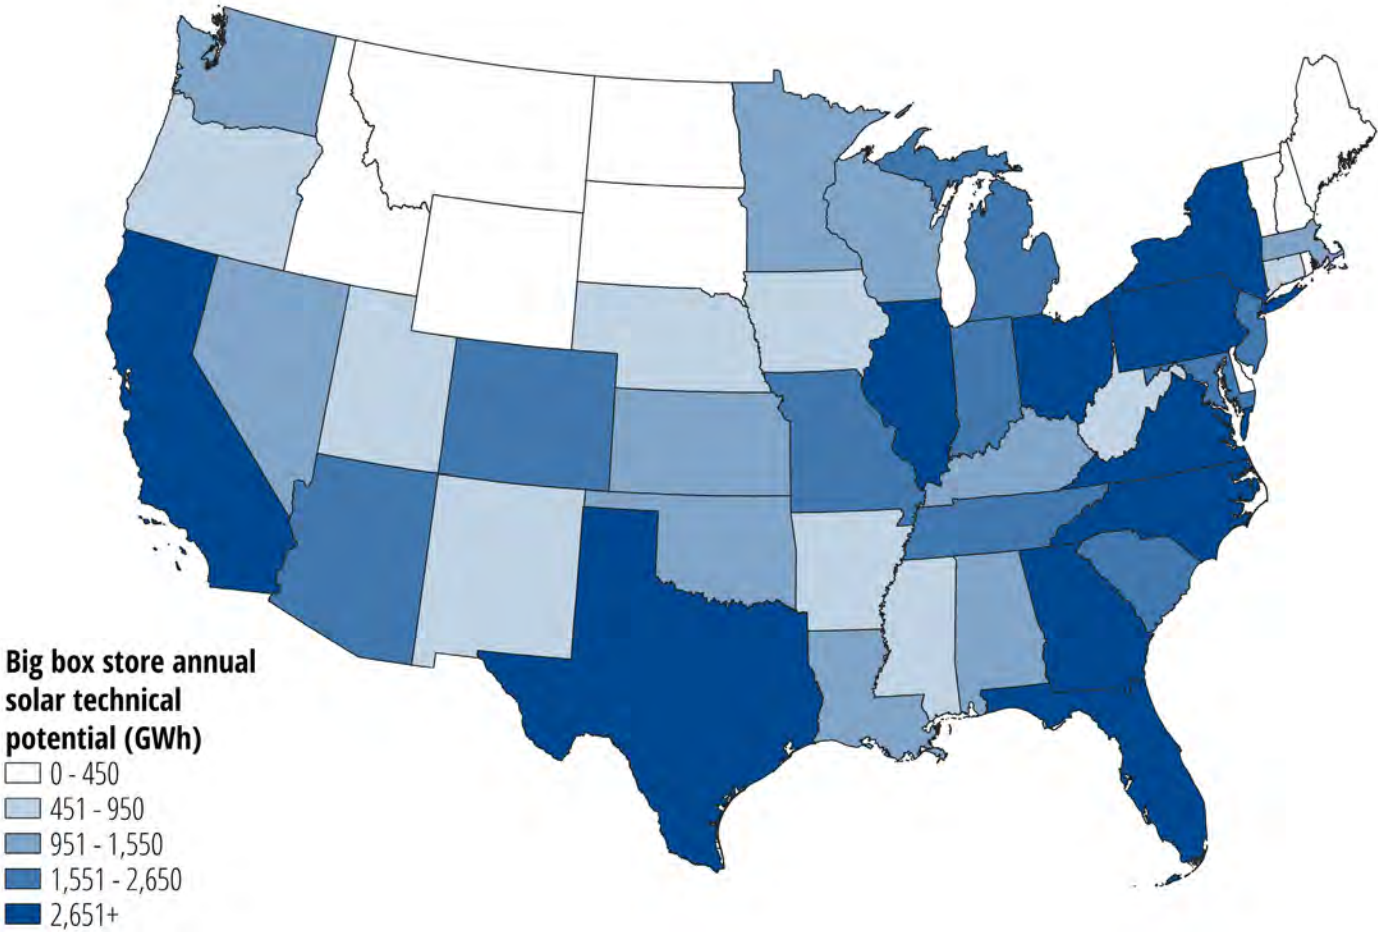 Big box store annual
solar technical
potential (GWh)
0 - 450
451 - 950
951 - 1,550
1,551 - 2,650
2,651+